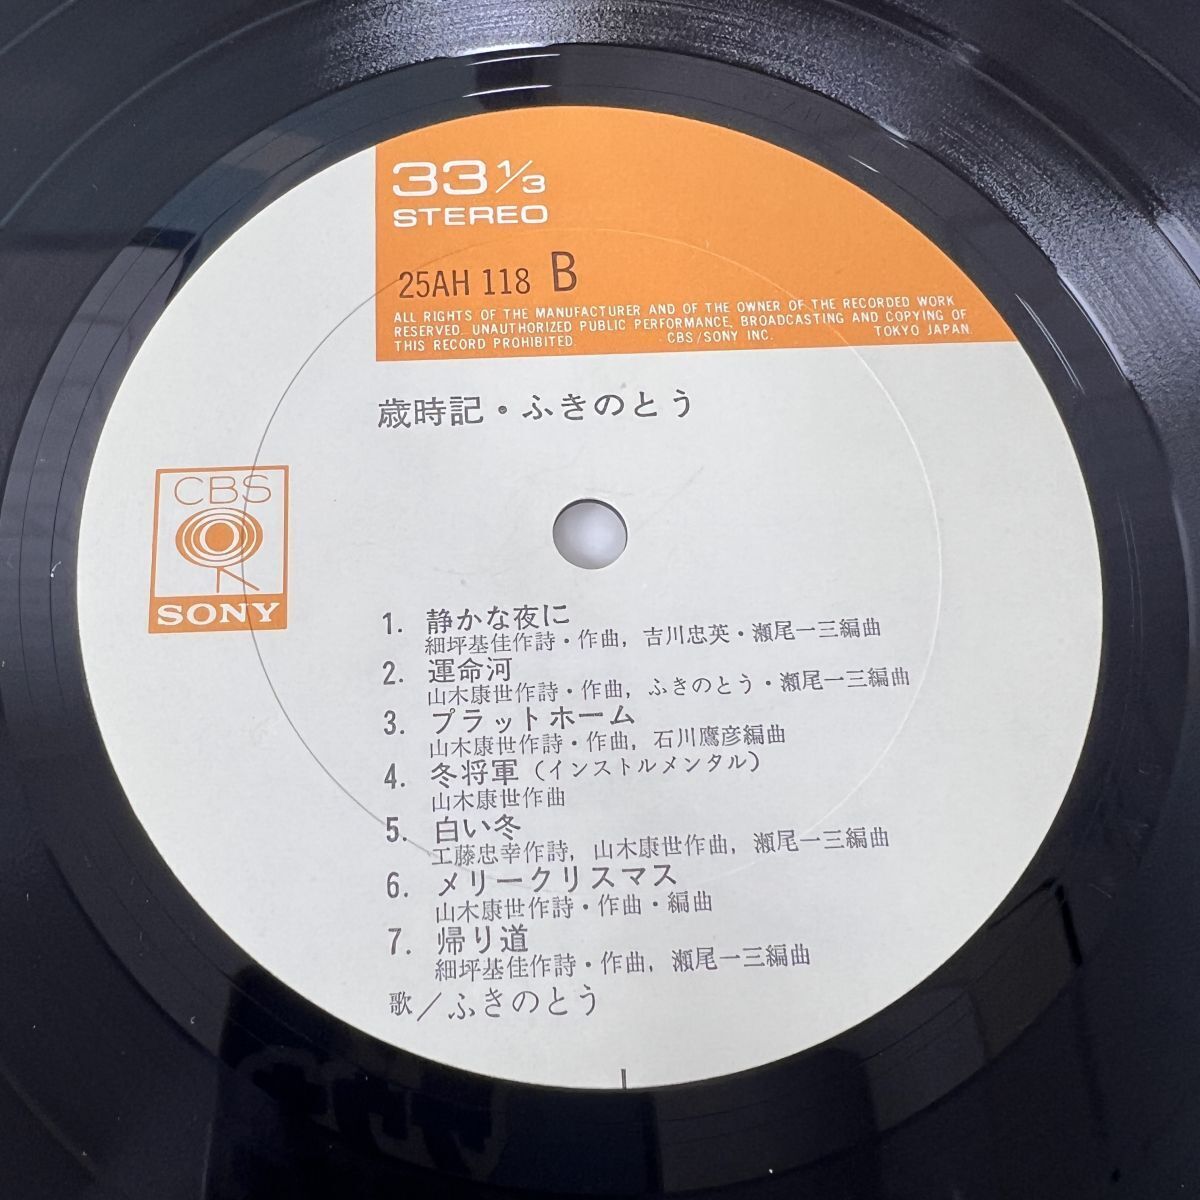 33 1/3
STEREO
25AH 118 B
ALL RIGHTS OF THE MANUFACTURER AND OF THE OWNER OF THE RECORDED WORK
RESERVED. UNAUTHORIZED PUBLIC PERFORMANCE, BROADCASTING AND COPYING OF
THIS RECORD PROHIBITED. CBS/SONY INC. TOKYO JAPAN.
歳時記・ふきのとう
CBS
SONY
1. 静かな夜に
細坪基佳作詩・作曲, 吉川忠英・瀬尾一三編曲
2. 運命河
山木康世作詩・作曲, ふきのとう・瀬尾一三編曲
3. プラットホーム
山木康世作詩・作曲, 石川鷹彦編曲
4. 冬将軍 (インストルメンタル)
山木康世作曲
5. 白い冬
工藤忠幸作詩, 山木康世作曲, 瀬尾一三編曲
6. メリークリスマス
山木康世作詩・作曲・編曲
7. 帰り道
細坪基佳作詩・作曲, 瀬尾一三編曲
歌/ふきのとう